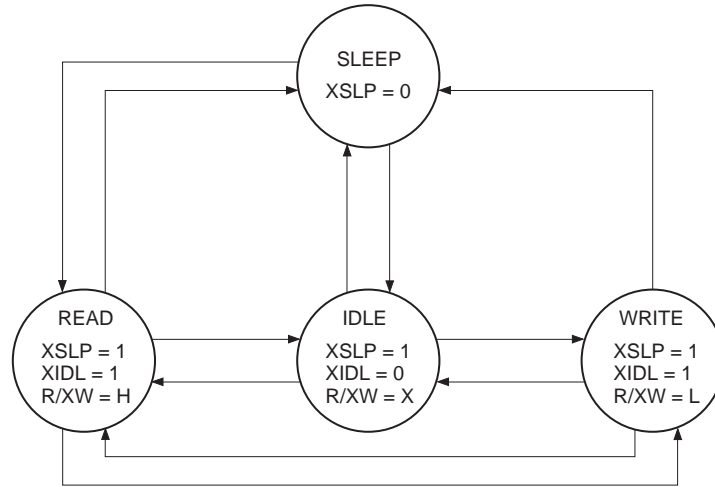 SLEEP
XSLP = 0
READ
XSLP = 1
XIDL = 1
R/XW = H
IDLE
XSLP = 1
XIDL = 0
R/XW = X
WRITE
XSLP = 1
XIDL = 1
R/XW = L